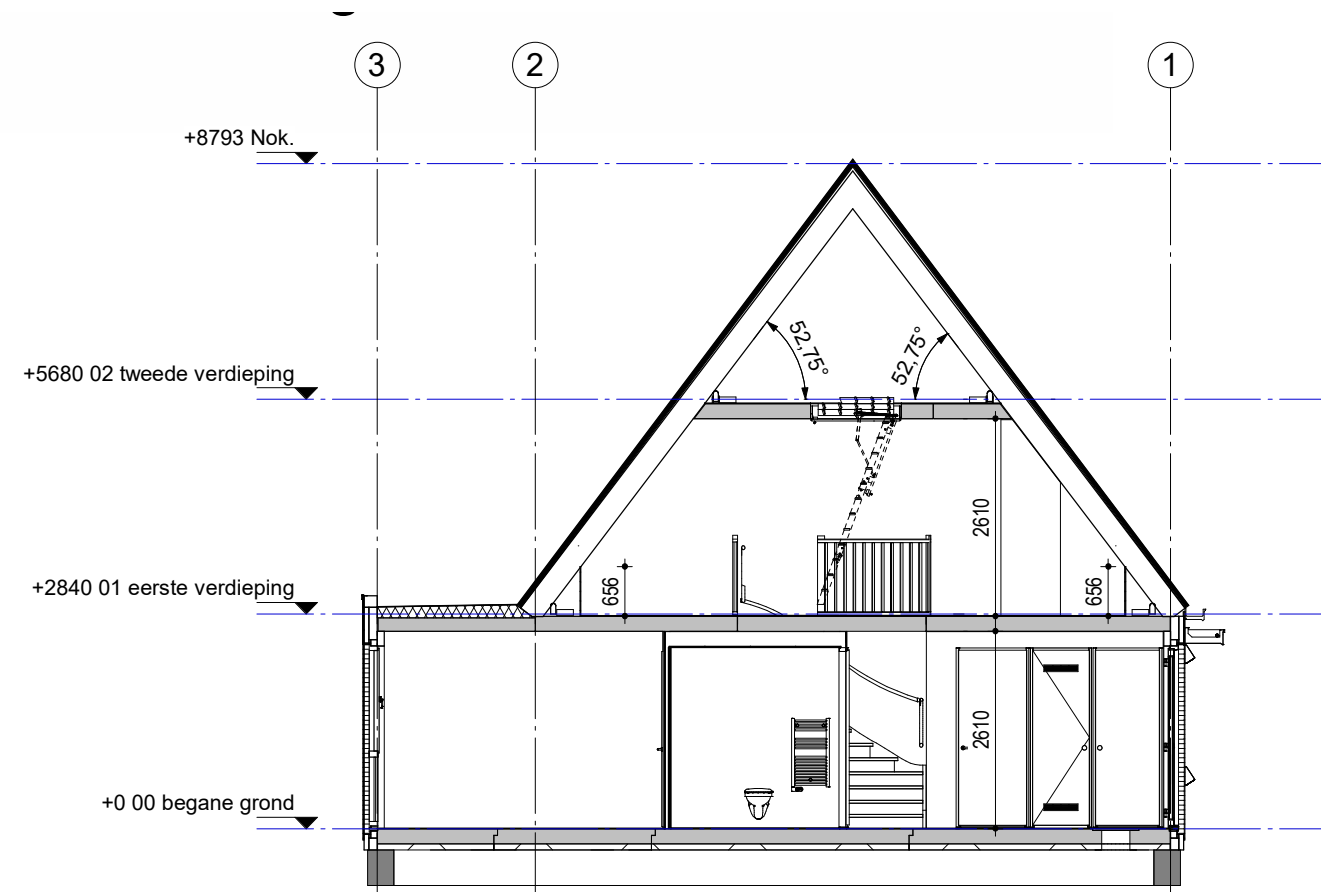 3
2
1
+8793 Nok.
52,75°
52,75°
+5680 02 tweede verdieping
2610
+2840 01 eerste verdieping
656
656
2610
+0 00 begane grond